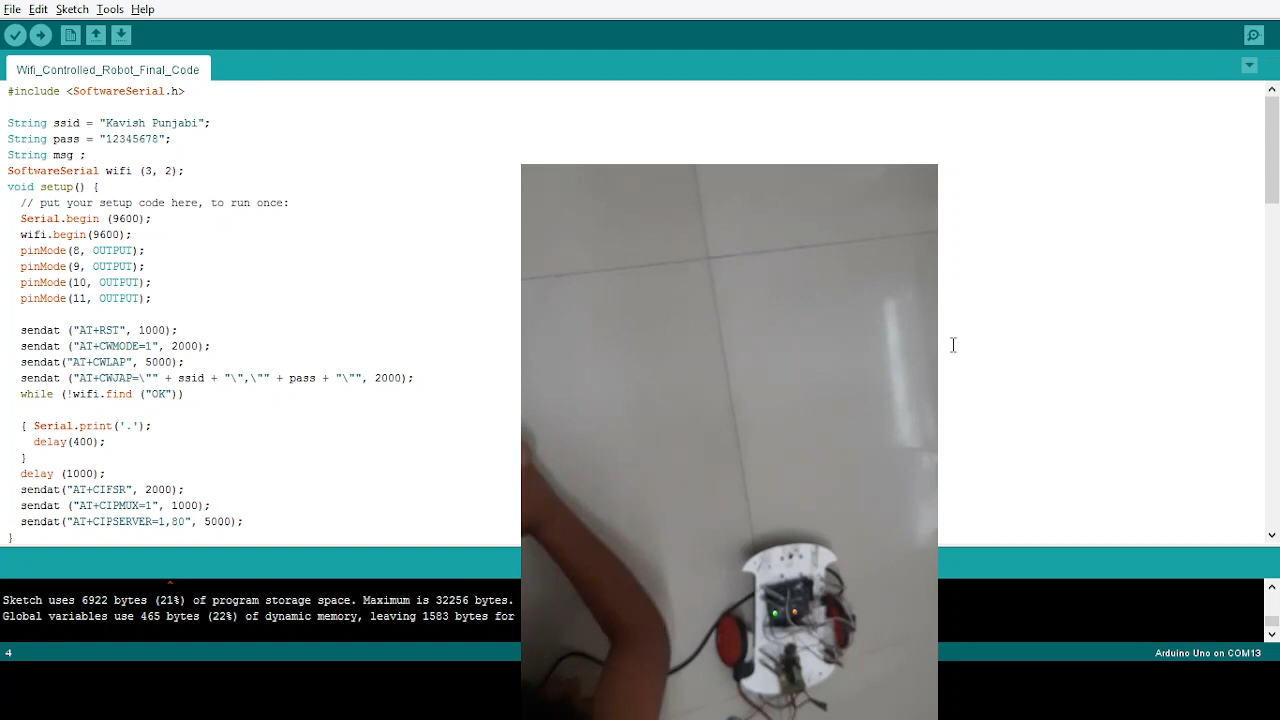 File Edit Sketch Tools Help
Wifi_Controlled_Robot_Final_Code
#include <SoftwareSerial.h>
String ssid = "Kavish Punjabi";
String pass = "12345678";
String msg ;
SoftwareSerial wifi (3, 2);
void setup() {
// put your setup code here, to run once:
Serial.begin (9600);
wifi.begin(9600);
pinMode(8, OUTPUT);
pinMode(9, OUTPUT);
pinMode(10, OUTPUT);
pinMode(11, OUTPUT);
sendat ("AT+RST", 1000);
sendat ("AT+CWMODE=1", 2000);
sendat("AT+CWLAP", 5000);
sendat ("AT+CWJAP=\"" + ssid + "\",\"" + pass + "\"", 2000);
while (!wifi.find ("OK"))
{ Serial.print('.');
delay(400);
}
delay (1000);
sendat("AT+CIFSR", 2000);
sendat ("AT+CIPMUX=1", 1000);
sendat("AT+CIPSERVER=1,80", 5000);
}
Sketch uses 6922 bytes (21%) of program storage space. Maximum is 32256 bytes.
Global variables use 465 bytes (22%) of dynamic memory, leaving 1583 bytes for
4
Arduino Uno on COM13